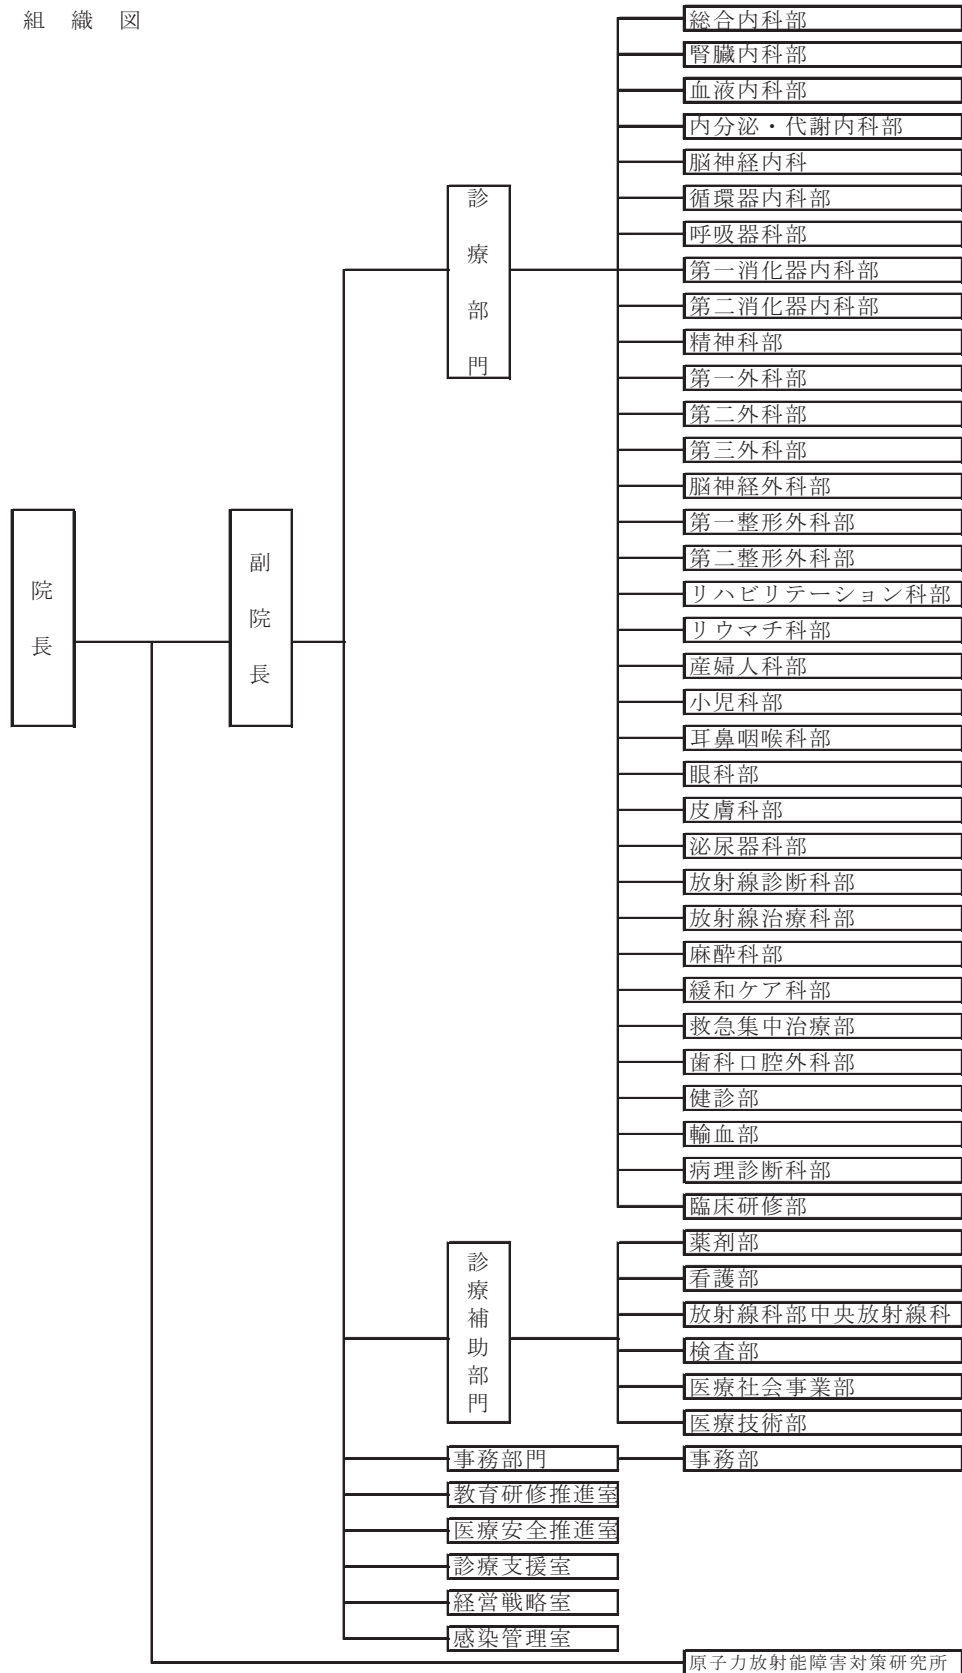 組織図
院長
副院長
診療部門
総合内科部
腎臓内科部
血液内科部
内分泌・代謝内科部
脳神経内科
循環器内科部
呼吸器科部
第一消化器内科部
第二消化器内科部
精神科部
第一外科部
第二外科部
第三外科部
脳神経外科部
第一整形外科部
第二整形外科部
リハビリテーション科部
リウマチ科部
産婦人科部
小児科部
耳鼻咽喉科部
眼科部
皮膚科部
泌尿器科部
放射線診断科部
放射線治療科部
麻酔科部
緩和ケア科部
救急集中治療部
歯科口腔外科部
健診部
輸血部
病理診断科部
臨床研修部
診療補助部門
薬剤部
看護部
放射線科部中央放射線科
検査部
医療社会事業部
医療技術部
事務部門
事務部
教育研修推進室
医療安全推進室
診療支援室
経営戦略室
感染管理室
原子力放射能障害対策研究所